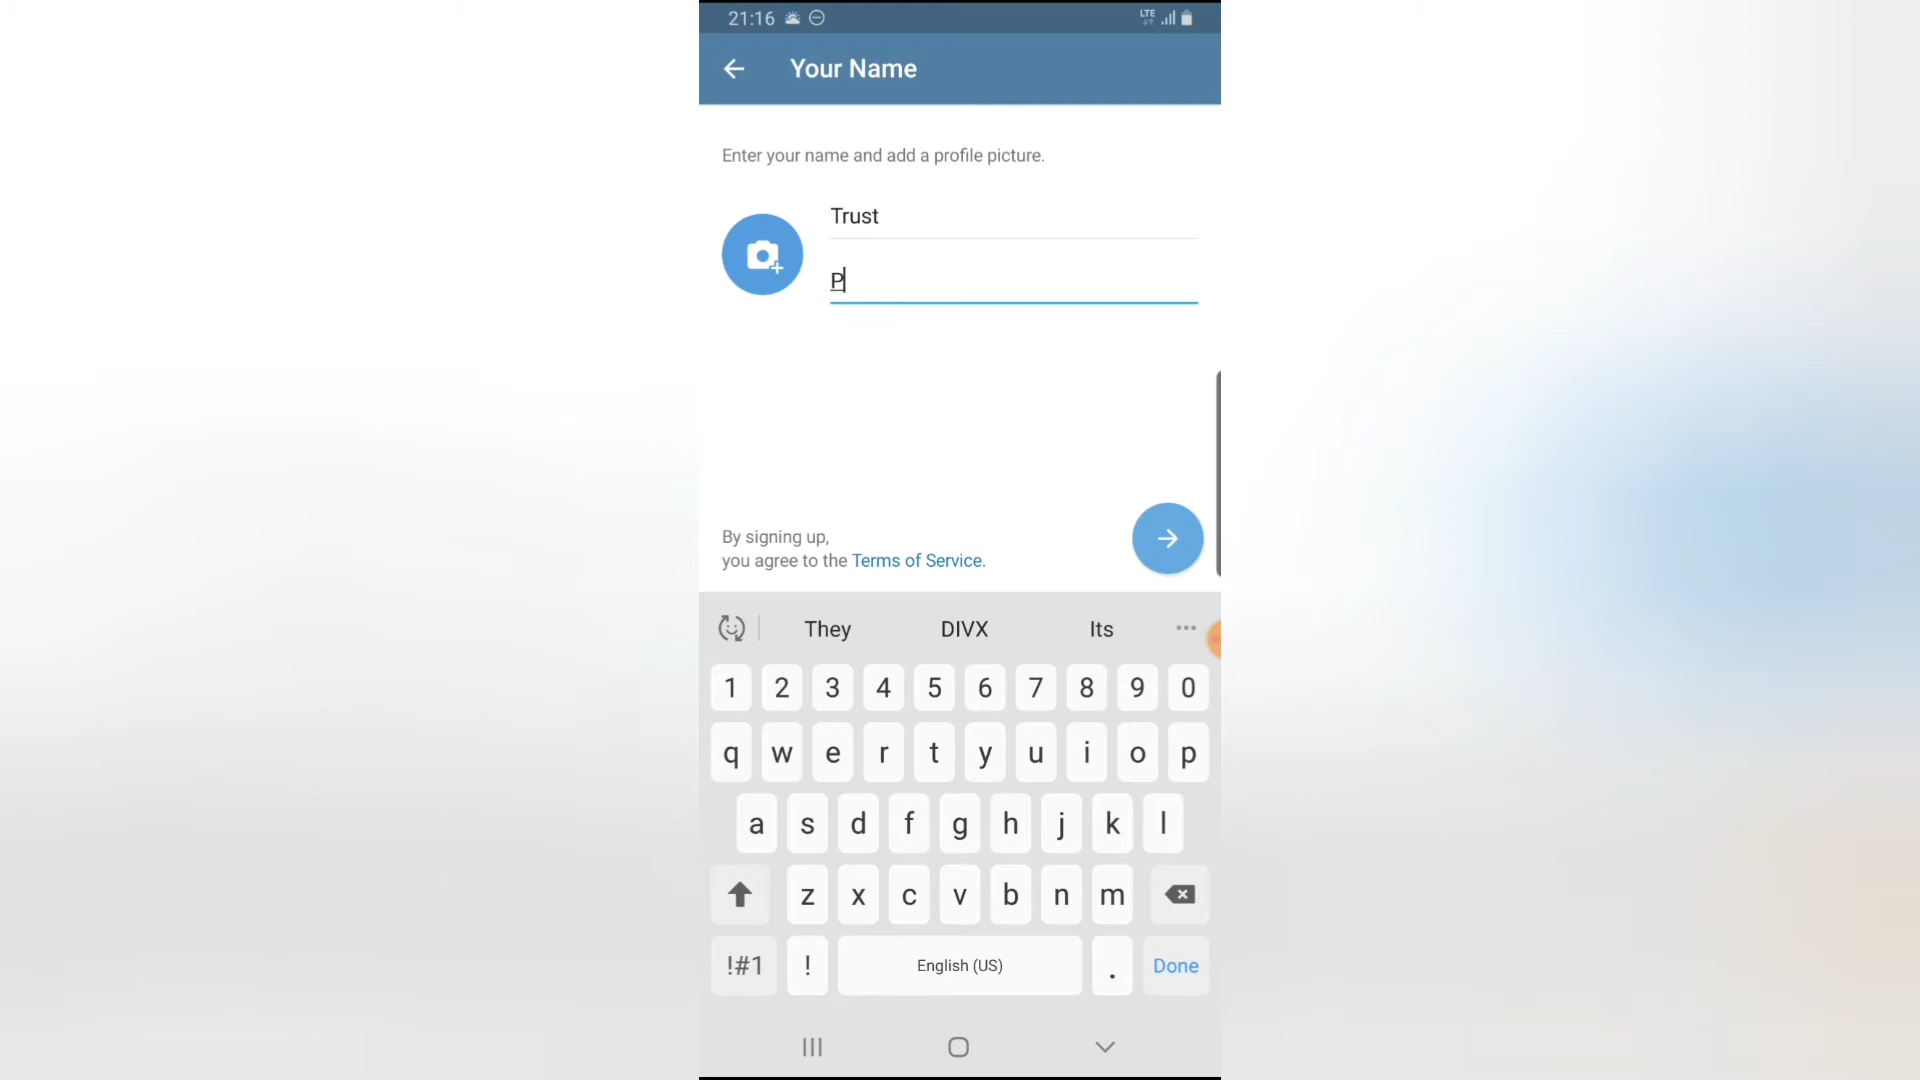 21:16 LTE
Your Name
Enter your name and add a profile picture.
Trust
P
By signing up,
you agree to the Terms of Service.
They DIVX Its
1 2 3 4 5 6 7 8 9 0
q w e r t y u i o p
a s d f g h j k l
z x c v b n m
!#1 ! English (US) . Done